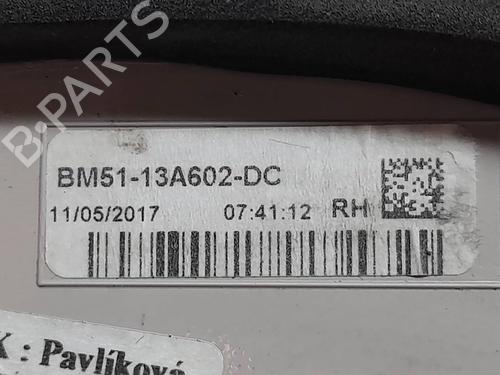 B-PARTS
BM51-13A602-DC
11/05/2017 07:41:12 RH
K : Pavlíková